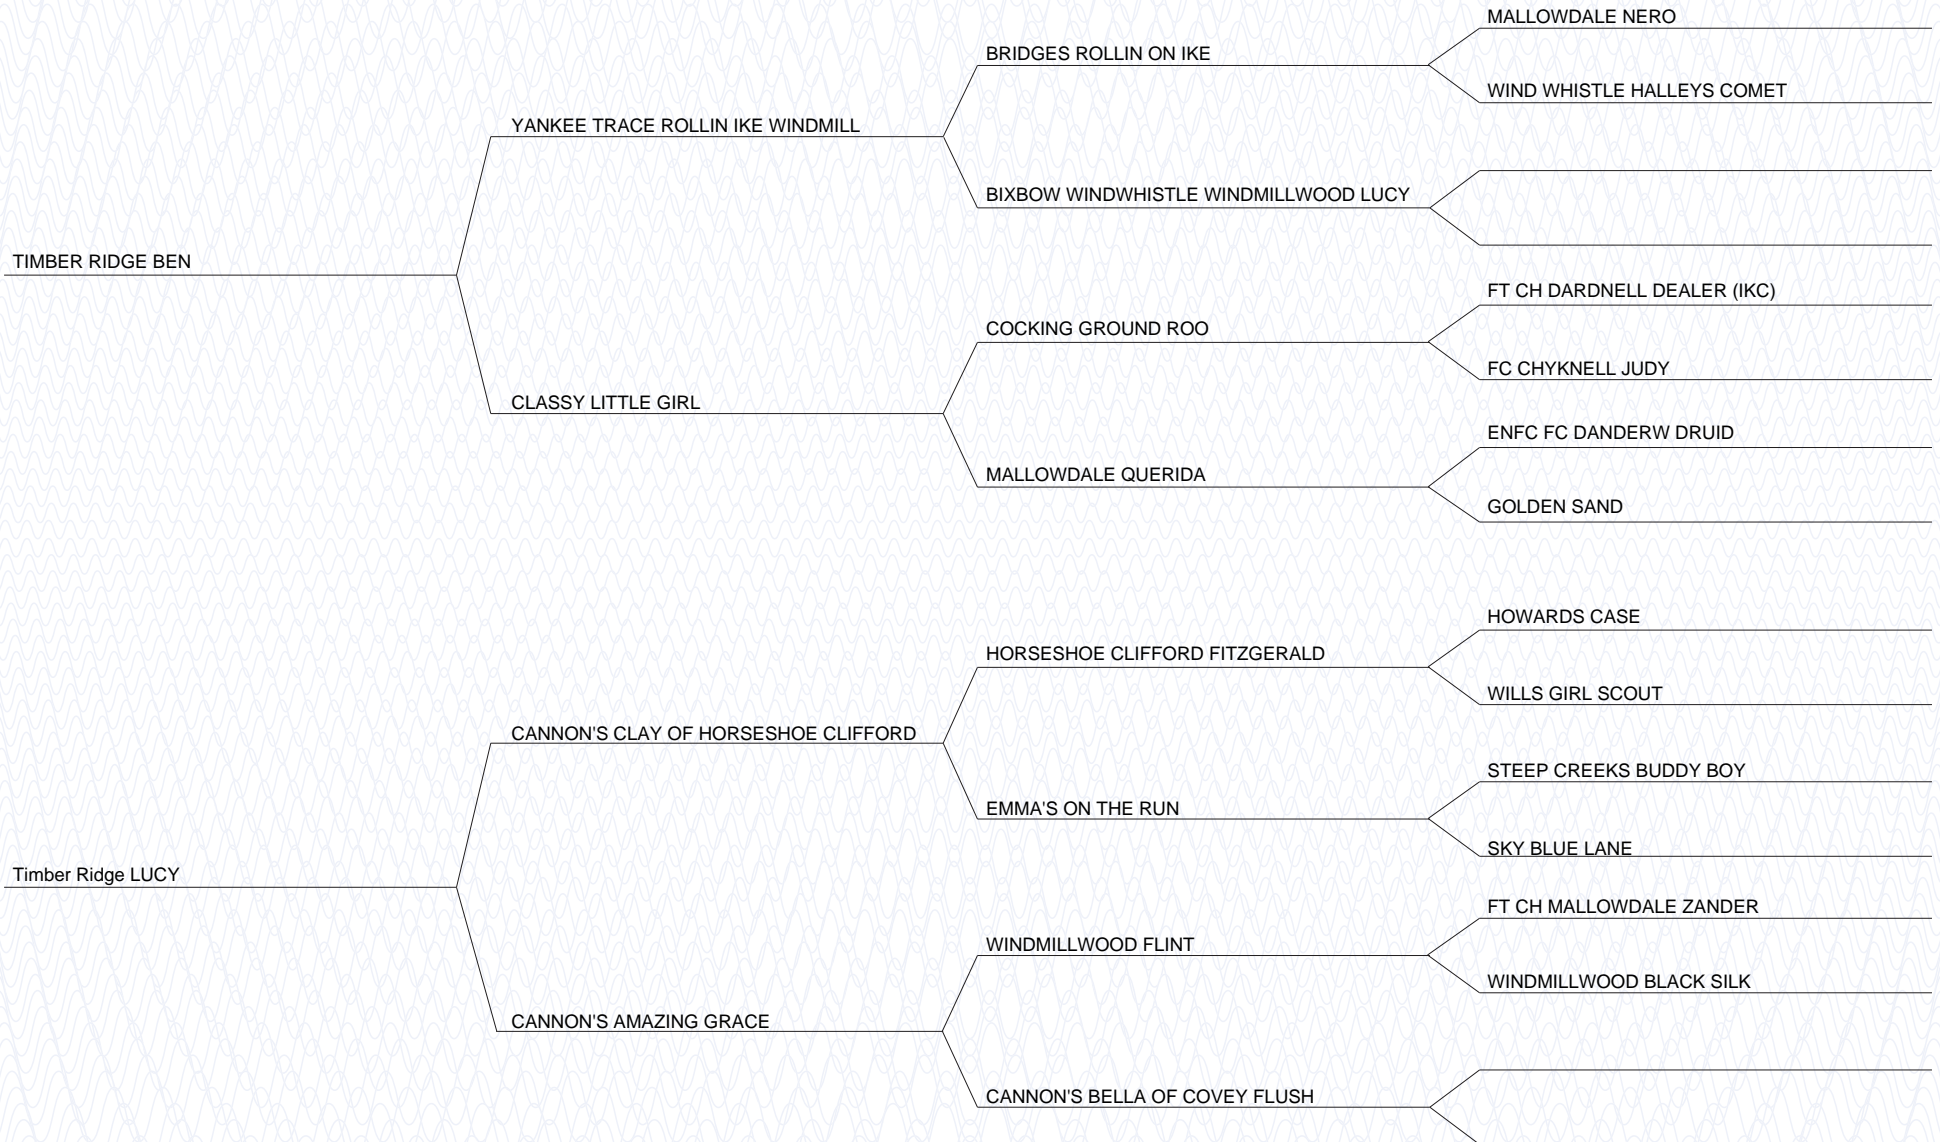 MALLOWDALE NERO
BRIDGES ROLLIN ON IKE
WIND WHISTLE HALLEYS COMET
YANKEE TRACE ROLLIN IKE WINDMILL
BIXBOW WINDWHISTLE WINDMILLWOOD LUCY
TIMBER RIDGE BEN
FT CH DARDNELL DEALER (IKC)
COCKING GROUND ROO
FC CHYKNELL JUDY
CLASSY LITTLE GIRL
ENFC FC DANDERW DRUID
MALLOWDALE QUERIDA
GOLDEN SAND
HOWARDS CASE
HORSESHOE CLIFFORD FITZGERALD
WILLS GIRL SCOUT
CANNON'S CLAY OF HORSESHOE CLIFFORD
STEEP CREEKS BUDDY BOY
EMMA'S ON THE RUN
SKY BLUE LANE
Timber Ridge LUCY
FT CH MALLOWDALE ZANDER
WINDMILLWOOD FLINT
WINDMILLWOOD BLACK SILK
CANNON'S AMAZING GRACE
CANNON'S BELLA OF COVEY FLUSH